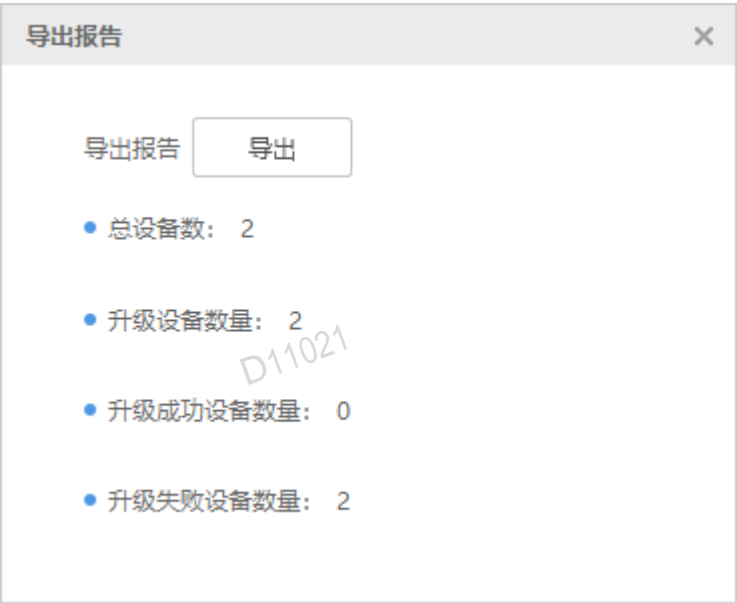 导出报告
导出报告 导出
总设备数： 2
升级设备数量： 2
D11021
升级成功设备数量： 0
升级失败设备数量： 2